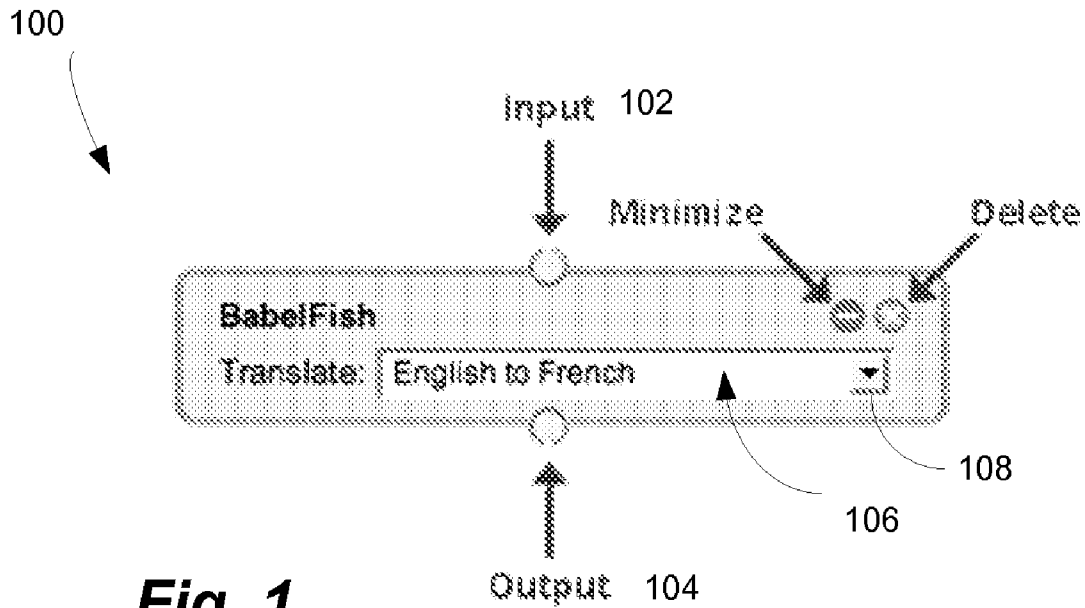 100
Input 102
Minimize
Delete
BabelFish
Translate: English to French
108
106
Output 104
Fig. 1